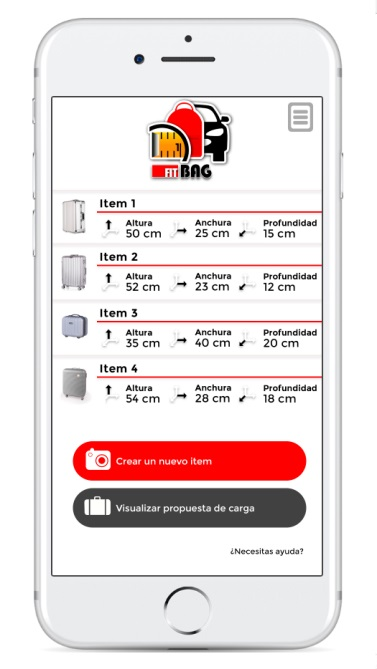 FIT BAG
Item 1
Altura Anchura Profundidad
50 cm 25 cm 15 cm
Item 2
Altura Anchura Profundidad
52 cm 23 cm 12 cm
Item 3
Altura Anchura Profundidad
35 cm 40 cm 20 cm
Item 4
Altura Anchura Profundidad
54 cm 28 cm 18 cm
Crear un nuevo item
Visualizar propuesta de carga
¿Necesitas ayuda?